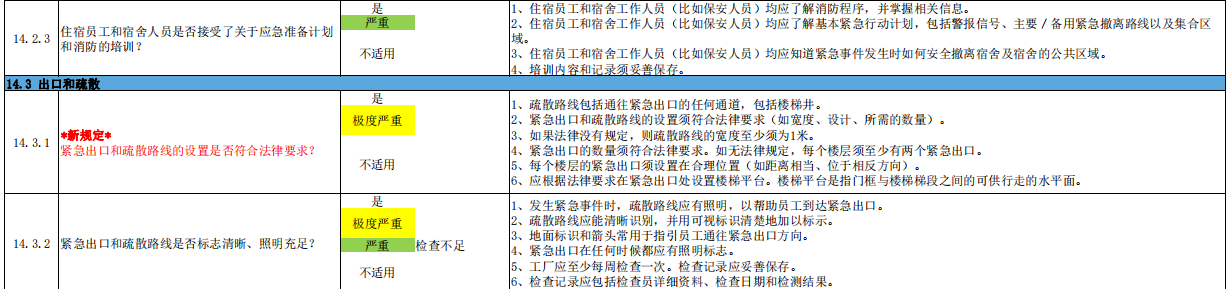 14.2.3
住宿员工和宿舍人员是否接受了关于应急准备计划
和消防的培训？
是
严重
不适用
1、住宿员工和宿舍工作人员（比如保安人员）均应了解消防程序，并掌握相关信息。
2、住宿员工和宿舍工作人员（比如保安人员）均应了解基本紧急行动计划，包括警报信号、主要／备用紧急撤离路线以及集合区
域。
3、住宿员工和宿舍工作人员（比如保安人员）均应知道紧急事件发生时如何安全撤离宿舍及宿舍的公共区域。
4、培训内容和记录须妥善保存。
14.3 出口和疏散
14.3.1
*新规定*
紧急出口和疏散路线的设置是否符合法律要求？
是
极度严重
不适用
1、疏散路线包括通往紧急出口的任何通道，包括楼梯井。
2、紧急出口和疏散路线的设置须符合法律要求（如宽度、设计、所需的数量）。
3、如果法律没有规定，则疏散路线的宽度至少须为1米。
4、紧急出口的数量须符合法律要求。如无法律规定，每个楼层须至少有两个紧急出口。
5、每个楼层的紧急出口须设置在合理位置（如距离相当、位于相反方向）。
6、应根据法律要求在紧急出口处设置楼梯平台。楼梯平台是指门框与楼梯梯段之间的可供行走的水平面。
14.3.2
紧急出口和疏散路线是否标志清晰、照明充足？
是
极度严重
严重 检查不足
不适用
1、发生紧急事件时，疏散路线应有照明，以帮助员工到达紧急出口。
2、疏散路线应能清晰识别，并用可视标识清楚地加以标示。
3、地面标识和箭头常用于指引员工通往紧急出口方向。
4、紧急出口在任何时候都应有照明标志。
5、工厂应至少每周检查一次。检查记录应妥善保存。
6、检查记录应包括检查员详细资料、检查日期和检测结果。